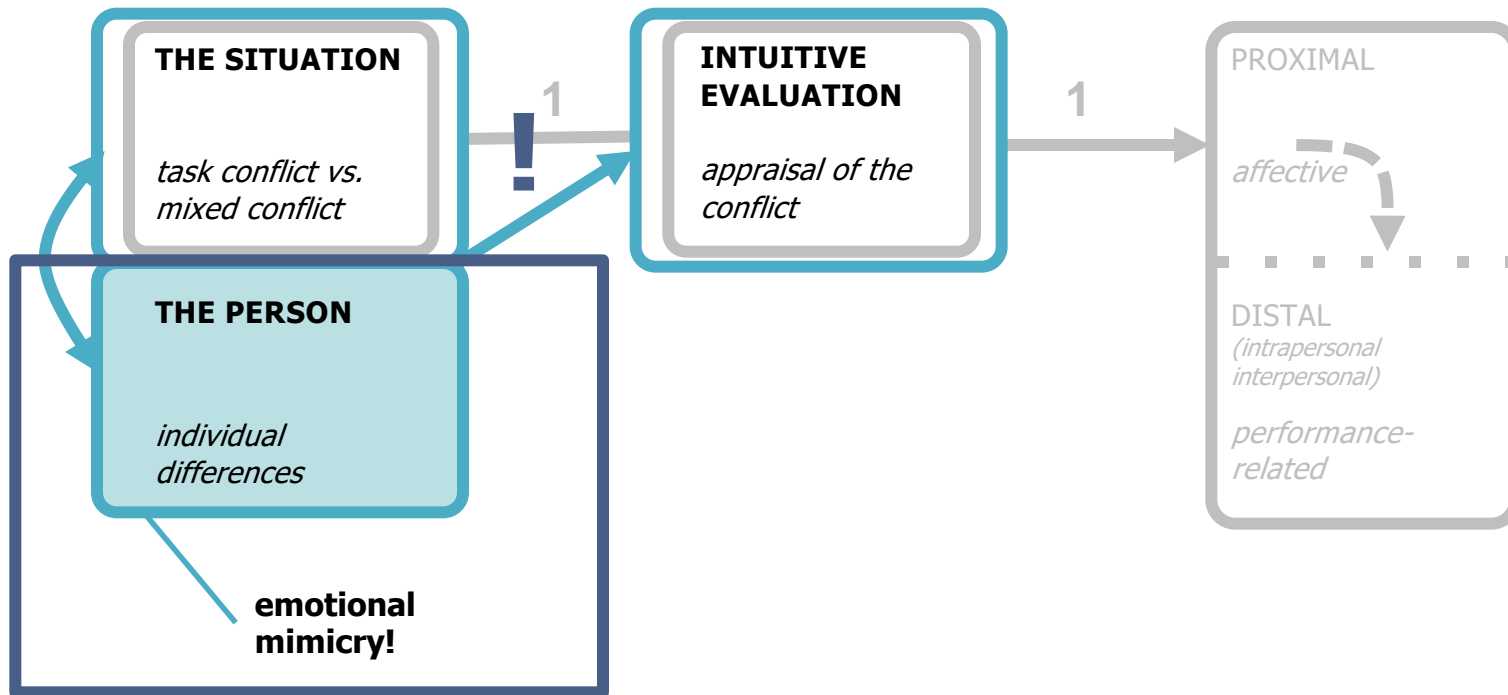 THE SITUATION
task conflict vs.
mixed conflict
1
!
INTUITIVE
EVALUATION
appraisal of the
conflict
1
PROXIMAL
affective
DISTAL
(intrapersonal
interpersonal)
performance-
related
THE PERSON
individual
differences
emotional
mimicry!